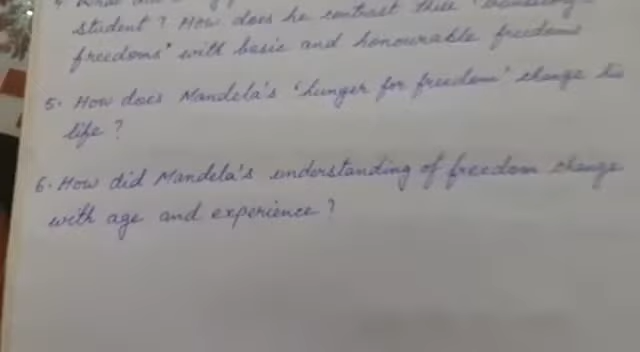 student? How does he contrast these
freedoms" with basic and honourable freedoms
5. How does Mandela's 'hunger for freedom' change his
life?
6. How did Mandela's understanding of freedom change
with age and experience?